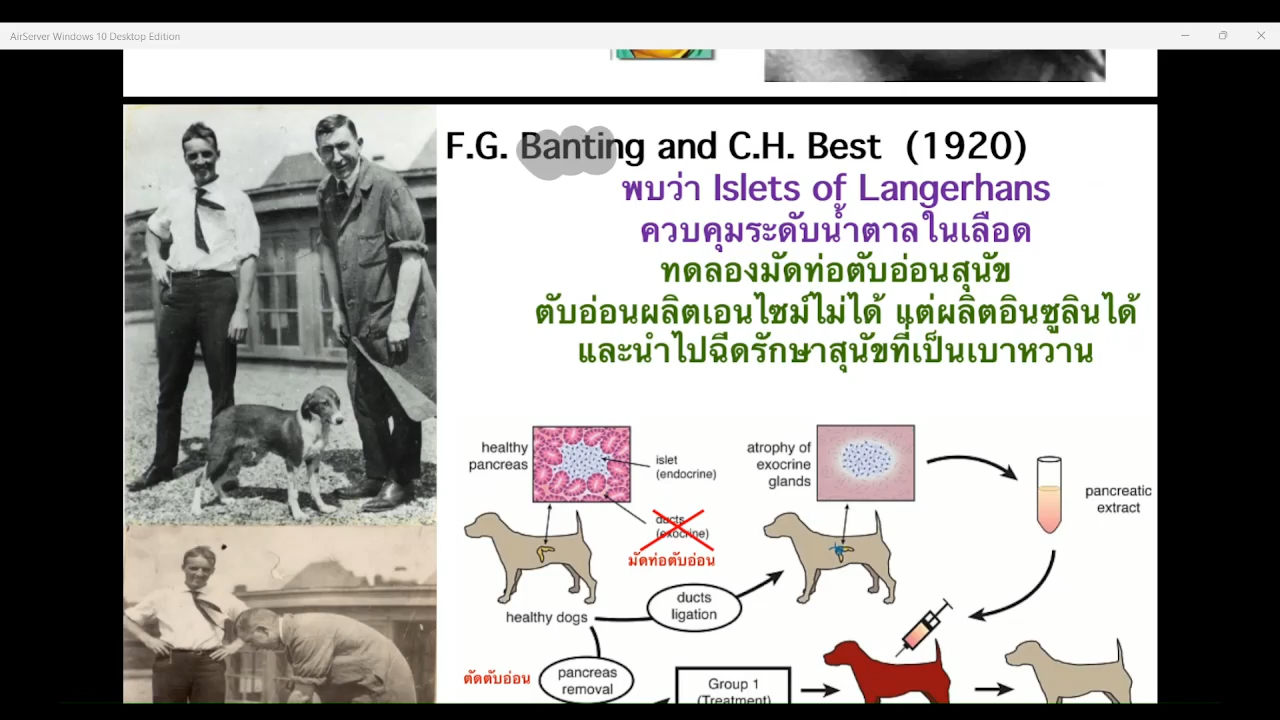 AirServer Windows 10 Desktop Edition
F.G. Banting and C.H. Best (1920)
พบว่า Islets of Langerhans
ควบคุมระดับน้ำตาลในเลือด
ทดลองมัดท่อตับอ่อนสุนัข
ตับอ่อนผลิตเอนไซม์ไม่ได้ แต่ผลิตอินซูลินได้
และนำไปฉีดรักษาสุนัขที่เป็นเบาหวาน
healthy
pancreas
islet
(endocrine)
ducts
(exocrine)
มัดท่อตับอ่อน
atrophy of
exocrine
glands
pancreatic
extract
healthy dogs
ducts
ligation
ตัดตับอ่อน
pancreas
removal
Group 1
(Treatment)